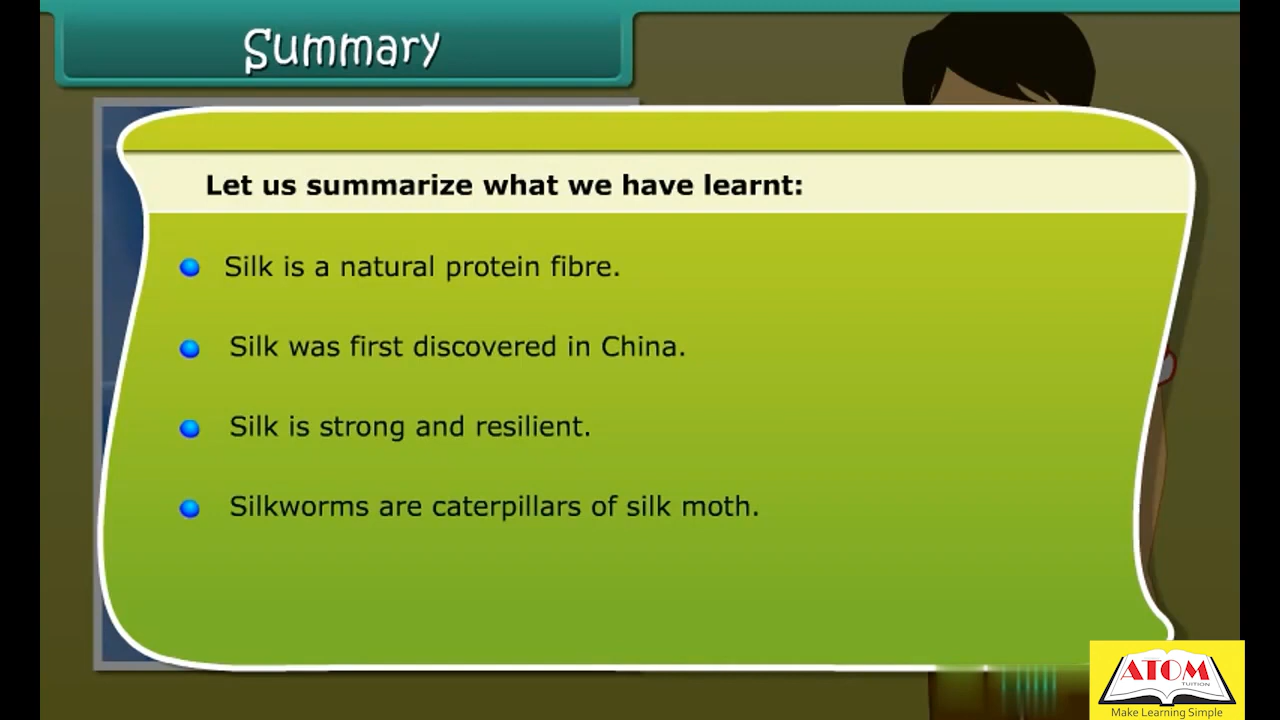 Summary
Let us summarize what we have learnt:
Silk is a natural protein fibre.
Silk was first discovered in China.
Silk is strong and resilient.
Silkworms are caterpillars of silk moth.
ATOM
TUITION
Make Learning Simple